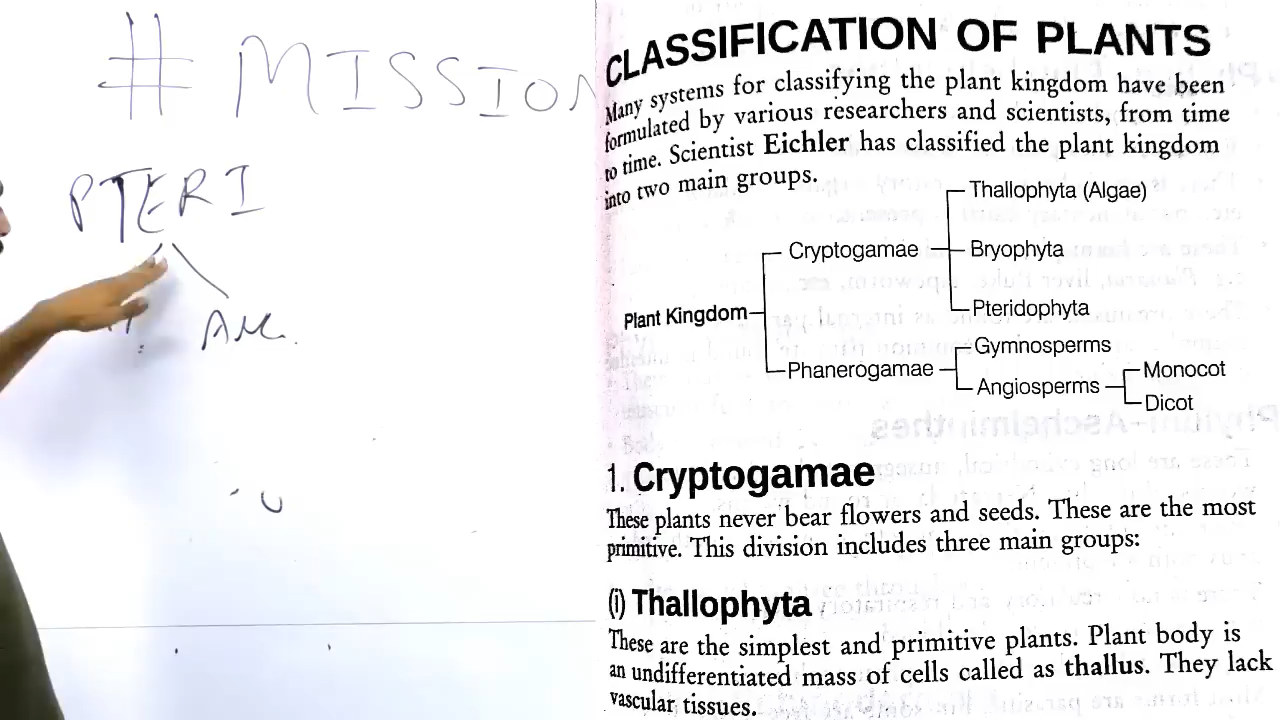 # MISSION
PTERI
CLASSIFICATION OF PLANTS
Many systems for classifying the plant kingdom have been
formulated by various researchers and scientists, from time
to time. Scientist Eichler has classified the plant kingdom
into two main groups.
Thallophyta (Algae)
Cryptogamae
Bryophyta
Plant Kingdom
Pteridophyta
Gymnosperms
Phanerogamae
Angiosperms
Monocot
Dicot
1. Cryptogamae
These plants never bear flowers and seeds. These are the most
primitive. This division includes three main groups:
(i) Thallophyta
These are the simplest and primitive plants. Plant body is
an undifferentiated mass of cells called as thallus. They lack
vascular tissues.